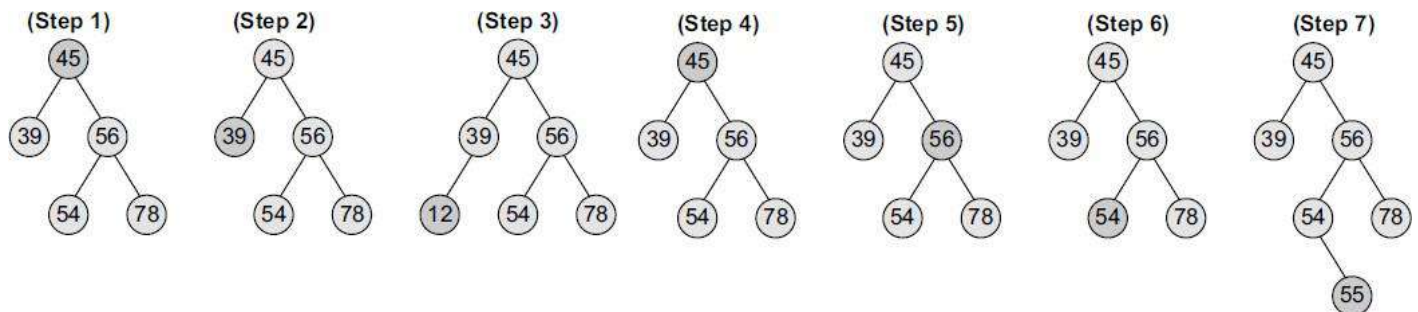 (Step 1) (Step 2) (Step 3) (Step 4) (Step 5) (Step 6) (Step 7)
45 45 45 45 45 45 45
39 56 39 56 39 56 39 56 39 56 39 56 39 56
54 78 54 78 12 54 78 54 78 54 78 54 78 54 78
55